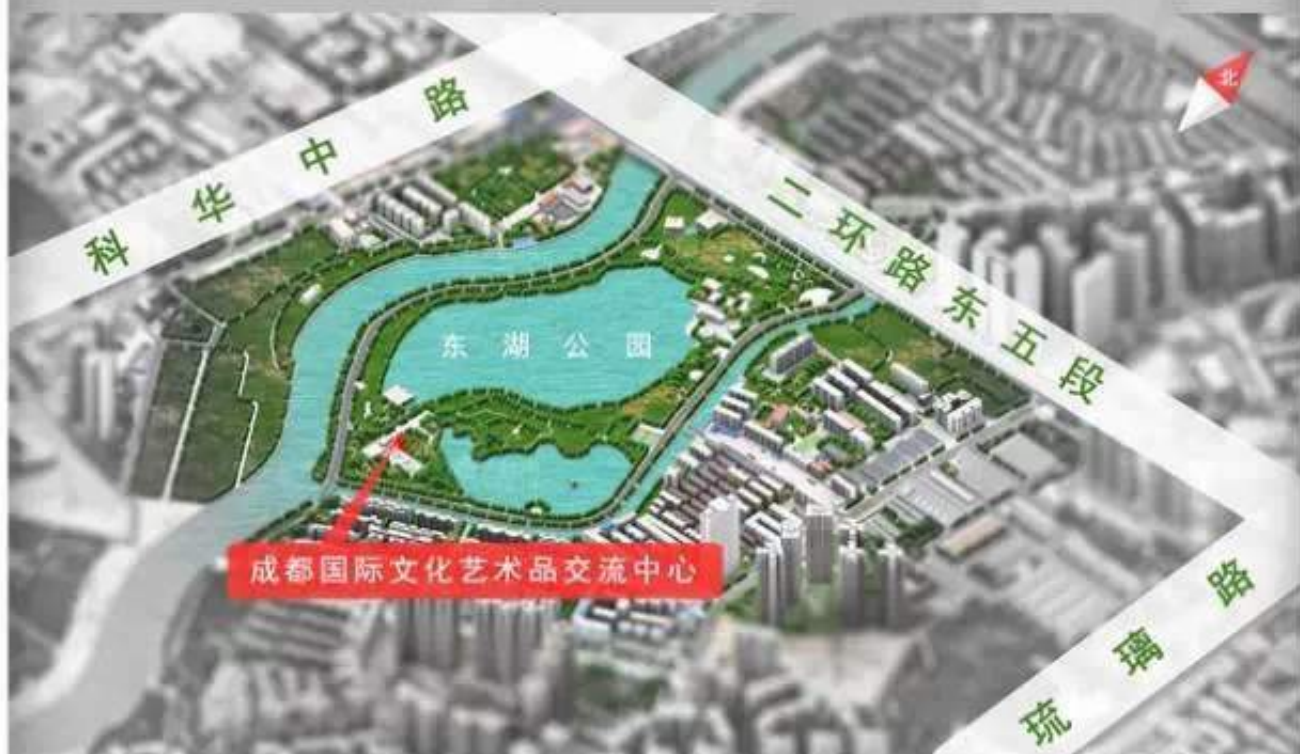 北
科华中路
二环路东五段
东湖公园
成都国际文化艺术品交流中心
琉璃路